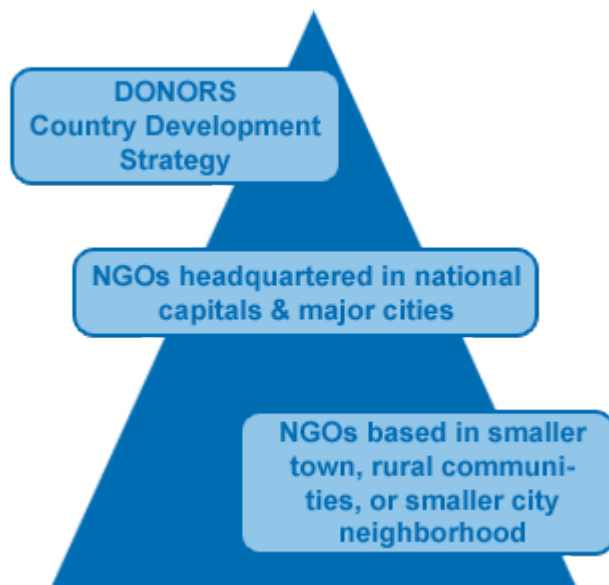 DONORS
Country Development
Strategy
NGOs headquartered in national
capitals & major cities
NGOs based in smaller
town, rural communi-
ties, or smaller city
neighborhood